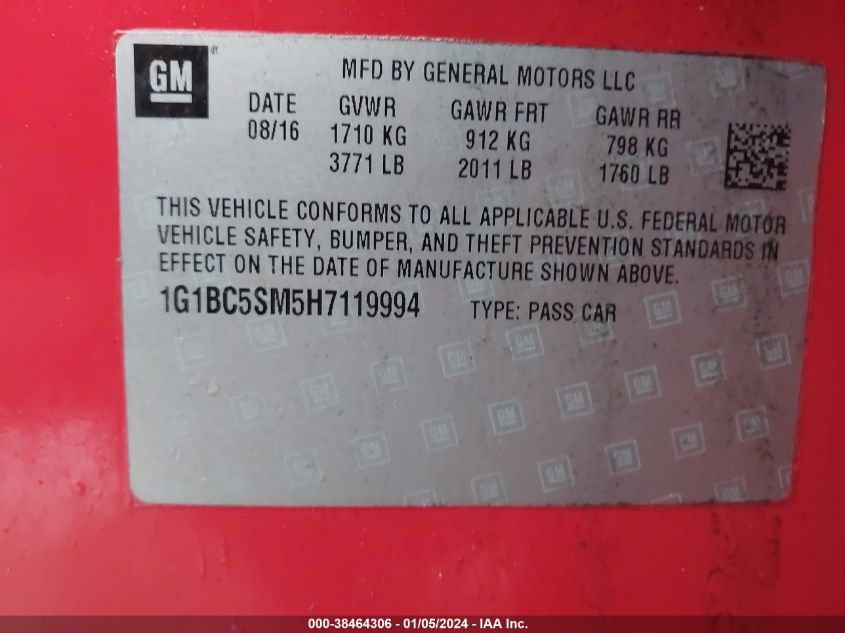 GM®
MFD BY GENERAL MOTORS LLC
DATE GVWR GAWR FRT GAWR RR
08/16 1710 KG 912 KG 798 KG
3771 LB 2011 LB 1760 LB
THIS VEHICLE CONFORMS TO ALL APPLICABLE U.S. FEDERAL MOTOR
VEHICLE SAFETY, BUMPER, AND THEFT PREVENTION STANDARDS IN
EFFECT ON THE DATE OF MANUFACTURE SHOWN ABOVE.
1G1BC5SM5H7119994 TYPE: PASS CAR
000-38464306 - 01/05/2024 - IAA Inc.